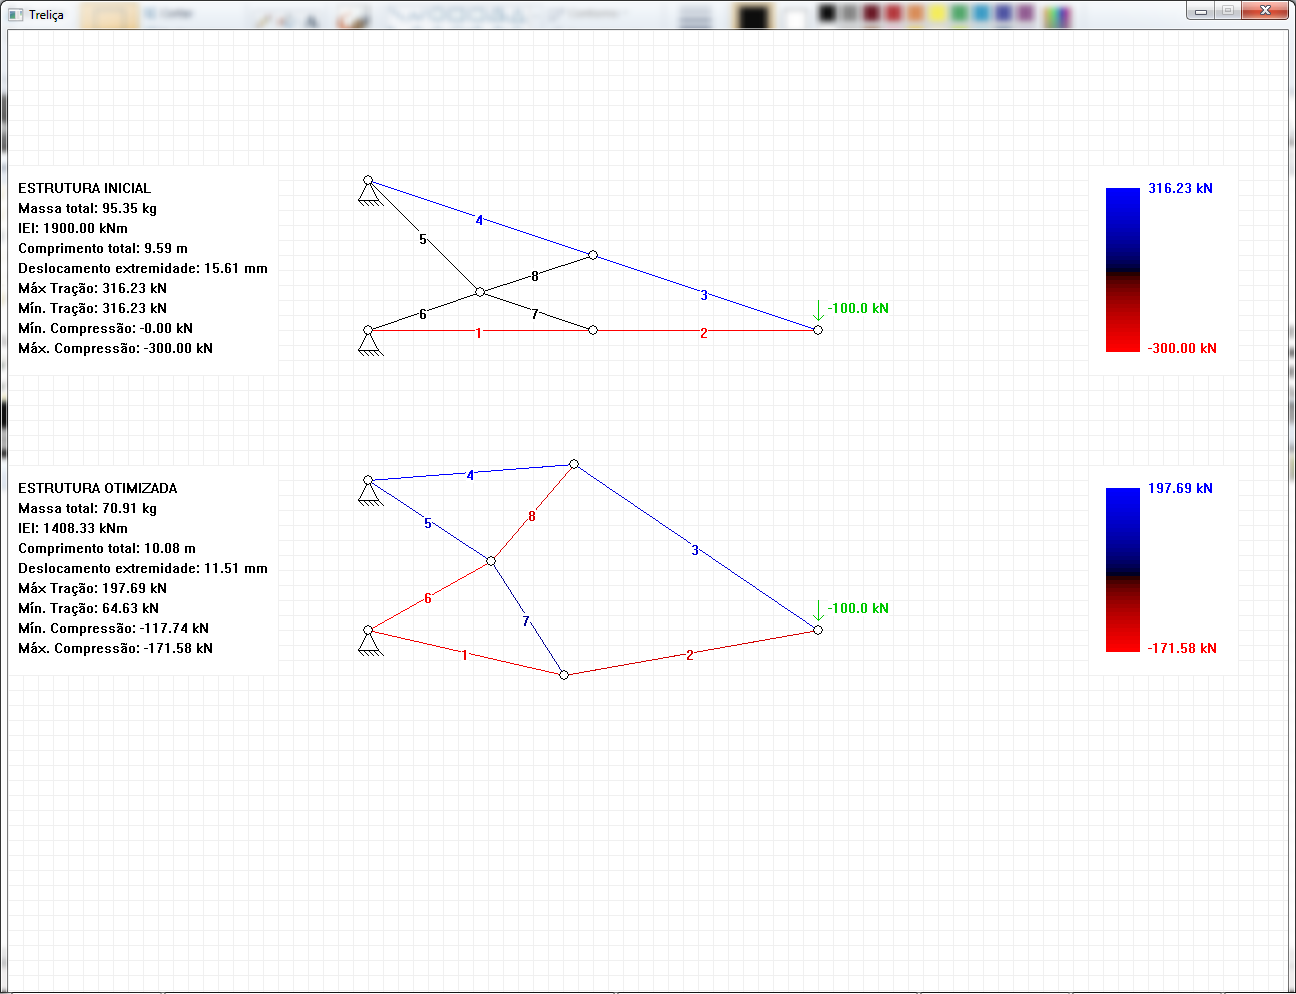 Treliça
ESTRUTURA INICIAL
Massa total: 95.35 kg
IEI: 1900.00 kNm
Comprimento total: 9.59 m
Deslocamento extremidade: 15.61 mm
Máx Tração: 316.23 kN
Mín. Tração: 316.23 kN
Mín. Compressão: -0.00 kN
Máx. Compressão: -300.00 kN
4
5
8
3
6
7
1
2
-100.0 kN
316.23 kN
-300.00 kN
ESTRUTURA OTIMIZADA
Massa total: 70.91 kg
IEI: 1408.33 kNm
Comprimento total: 10.08 m
Deslocamento extremidade: 11.51 mm
Máx Tração: 197.69 kN
Mín. Tração: 64.63 kN
Mín. Compressão: -117.74 kN
Máx. Compressão: -171.58 kN
4
5
8
3
6
7
1
2
-100.0 kN
197.69 kN
-171.58 kN